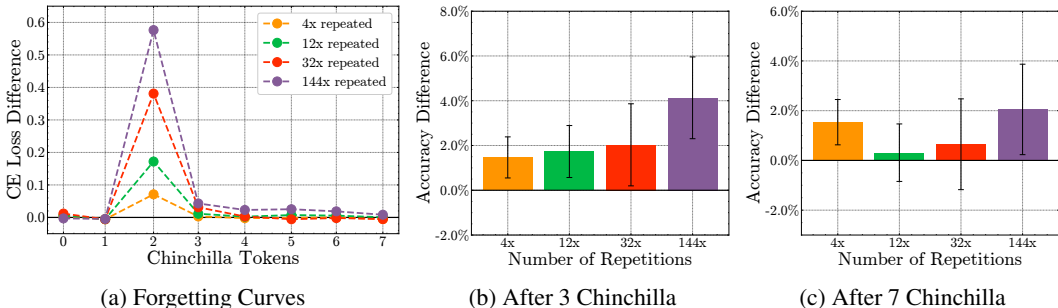 0.6
0.5
0.4
0.3
0.2
0.1
0.0
CE Loss Difference
0 1 2 3 4 5 6 7
Chinchilla Tokens
4x repeated
12x repeated
32x repeated
144x repeated
(a) Forgetting Curves
8.0%
6.0%
4.0%
2.0%
0.0%
-2.0%
Accuracy Difference
4x 12x 32x 144x
Number of Repetitions
(b) After 3 Chinchilla
6.0%
4.0%
2.0%
0.0%
-2.0%
Accuracy Difference
4x 12x 32x 144x
Number of Repetitions
(c) After 7 Chinchilla